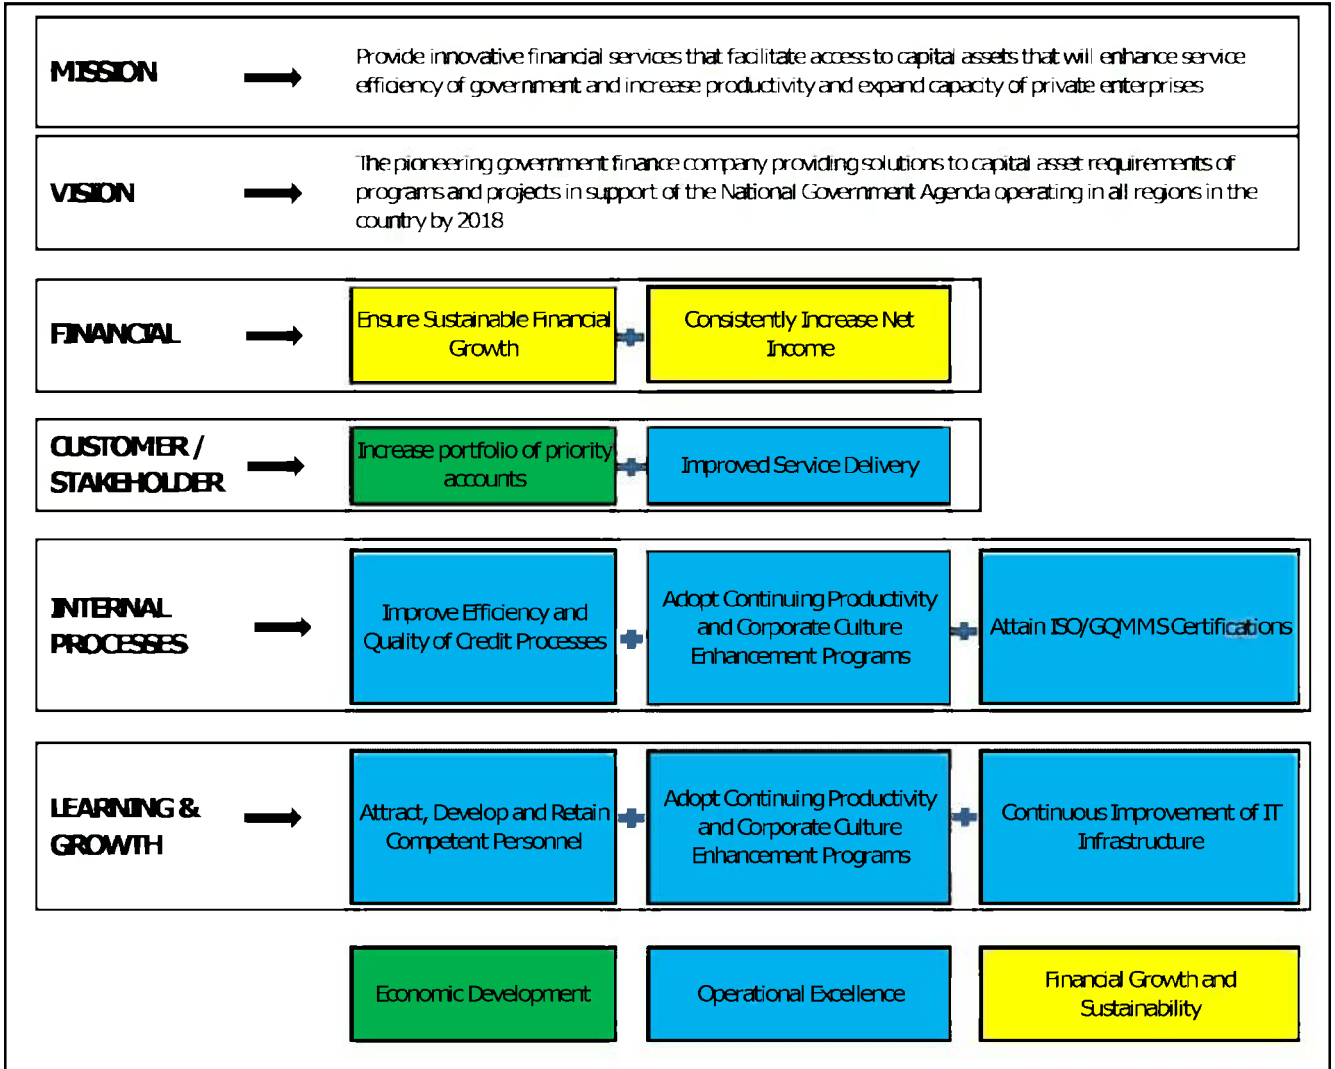 MISSION
Provide innovative financial services that facilitate access to capital assets that will enhance service
efficiency of government and increase productivity and expand capacity of private enterprises
VISION
The pioneering government finance company providing solutions to capital asset requirements of
programs and projects in support of the National Government Agenda operating in all regions in the
country by 2018
FINANCIAL
Ensure Sustainable Financial
Growth
Consistently Increase Net
Income
CUSTOMER /
STAKEHOLDER
Increase portfolio of priority
accounts
Improved Service Delivery
INTERNAL
PROCESSES
Improve Efficiency and
Quality of Credit Processes
Adopt Continuing Productivity
and Corporate Culture
Enhancement Programs
Attain ISO/GQMMS Certifications
LEARNING &
GROWTH
Attract, Develop and Retain
Competent Personnel
Adopt Continuing Productivity
and Corporate Culture
Enhancement Programs
Continuous Improvement of IT
Infrastructure
Economic Development
Operational Excellence
Financial Growth and
Sustainability